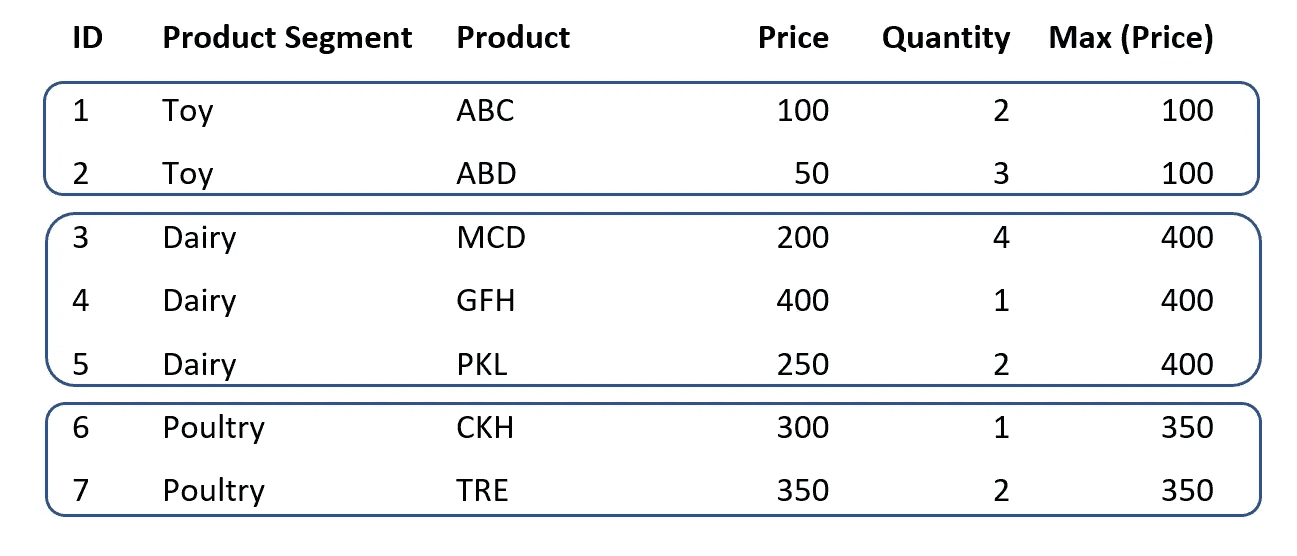 ID Product Segment Product Price Quantity Max (Price)
1 Toy ABC 100 2 100
2 Toy ABD 50 3 100
3 Dairy MCD 200 4 400
4 Dairy GFH 400 1 400
5 Dairy PKL 250 2 400
6 Poultry CKH 300 1 350
7 Poultry TRE 350 2 350